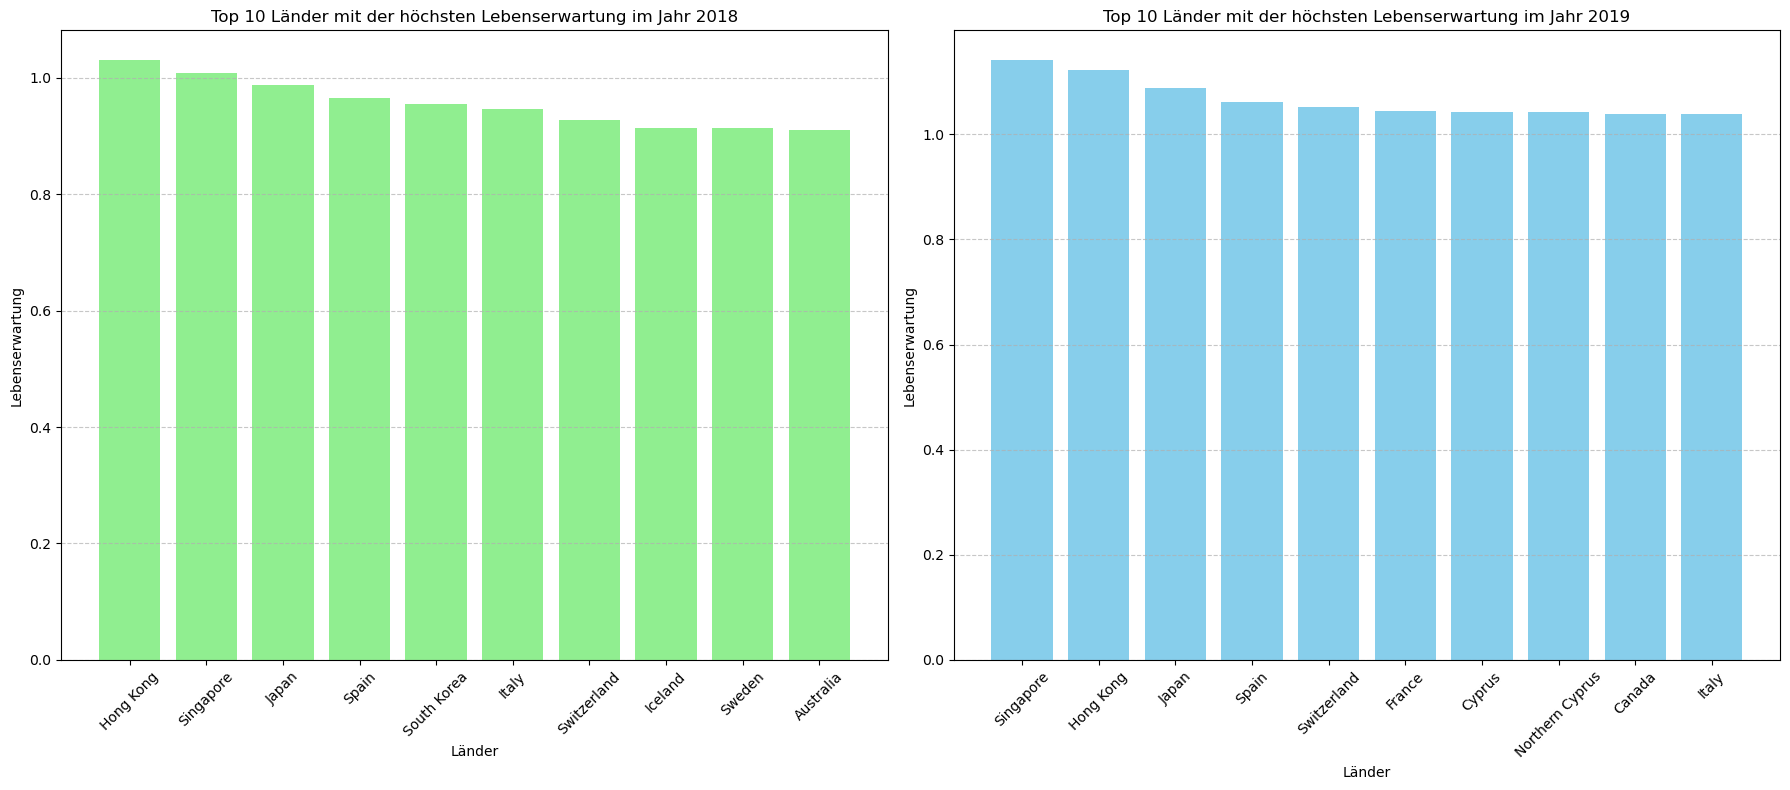 Top 10 Länder mit der höchsten Lebenserwartung im Jahr 2018
Lebenserwartung
1.0
0.8
0.6
0.4
0.2
0.0
Hong Kong
Singapore
Japan
Spain
South Korea
Italy
Switzerland
Iceland
Sweden
Australia
Länder
Top 10 Länder mit der höchsten Lebenserwartung im Jahr 2019
Lebenserwartung
1.0
0.8
0.6
0.4
0.2
0.0
Singapore
Hong Kong
Japan
Spain
Switzerland
France
Cyprus
Northern Cyprus
Canada
Italy
Länder